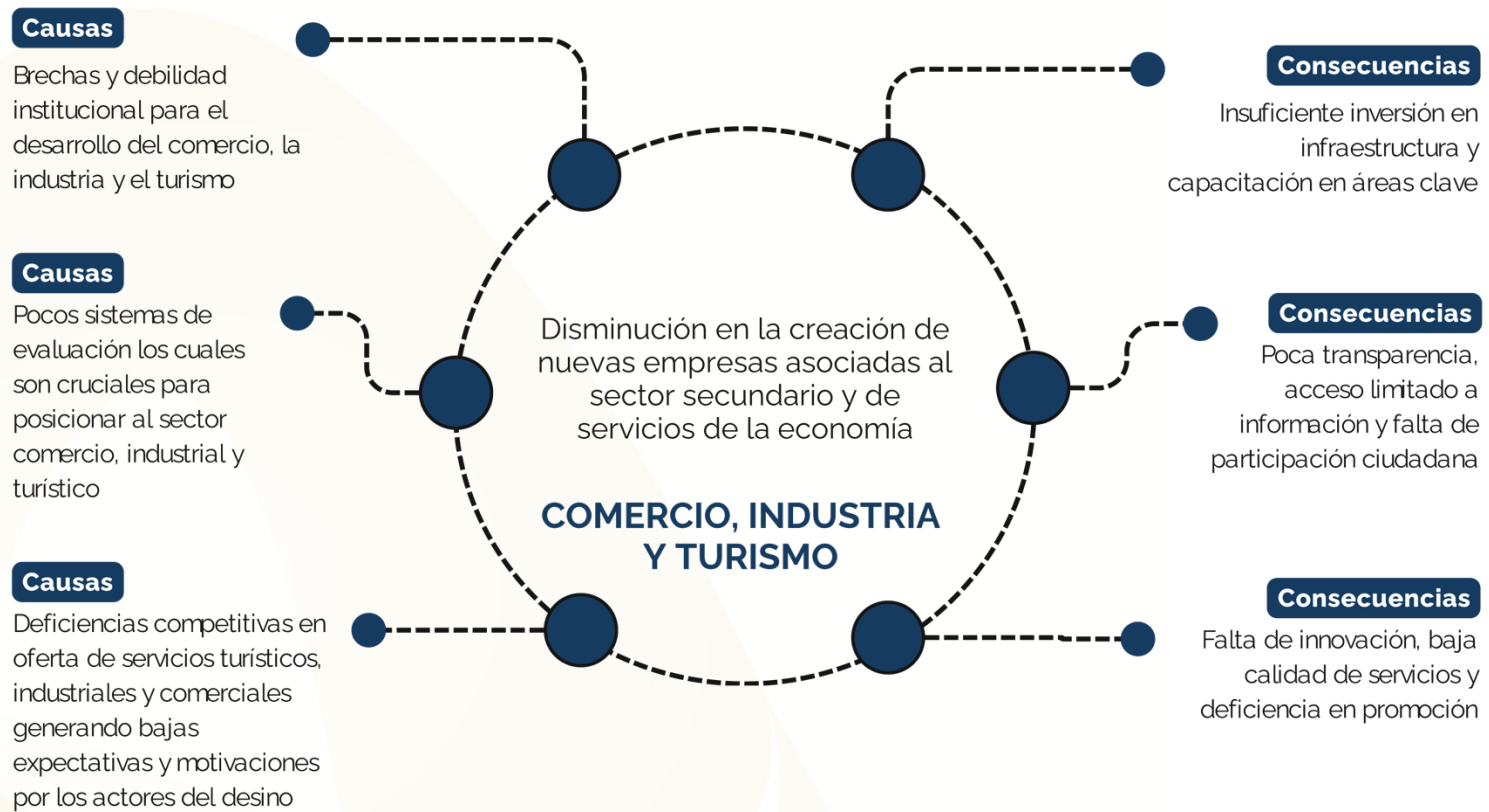 Causas
Brechas y debilidad
institucional para el
desarrollo del comercio, la
industria y el turismo
Causas
Pocos sistemas de
evaluación los cuales
son cruciales para
posicionar al sector
comercio, industrial y
turístico
Causas
Deficiencias competitivas en
oferta de servicios turísticos,
industriales y comerciales
generando bajas
expectativas y motivaciones
por los actores del desino
Disminución en la creación de
nuevas empresas asociadas al
sector secundario y de
servicios de la economía
COMERCIO, INDUSTRIA
Y TURISMO
Consecuencias
Insuficiente inversión en
infraestructura y
capacitación en áreas clave
Consecuencias
Poca transparencia,
acceso limitado a
información y falta de
participación ciudadana
Consecuencias
Falta de innovación, baja
calidad de servicios y
deficiencia en promoción